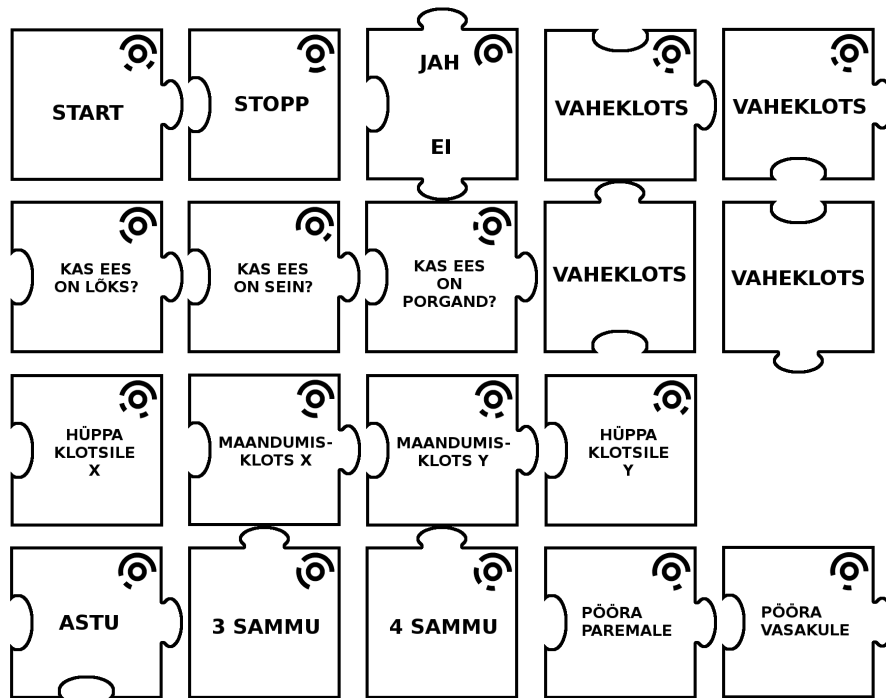 START
STOPP
JAH
EI
VAHEKLOTS
VAHEKLOTS
KAS EES
ON LÕKS?
KAS EES
ON SEIN?
KAS EES
ON
PORGAND?
VAHEKLOTS
VAHEKLOTS
HÜPPA
KLOTSILE
X
MAANDUMIS-
KLOTS X
MAANDUMIS-
KLOTS Y
HÜPPA
KLOTSILE
Y
ASTU
3 SAMMU
4 SAMMU
PÖÖRA
PAREMALE
PÖÖRA
VASAKULE